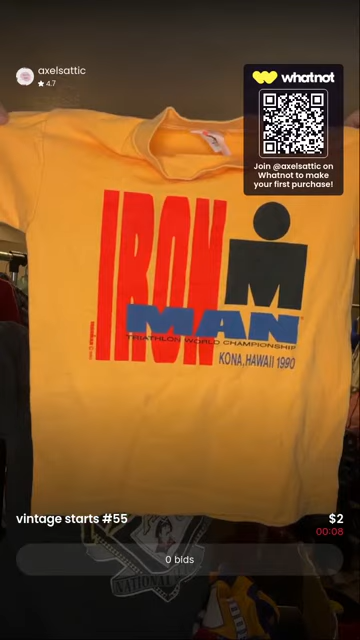 axelsattic
★ 4.7
whatnot
Join @axelsattic on
Whatnot to make
your first purchase!
IRON
MAN
TRIATHLON WORLD CHAMPIONSHIP
KONA, HAWAII 1990
vintage starts #55
$2
00:08
0 bids
NATIONAL